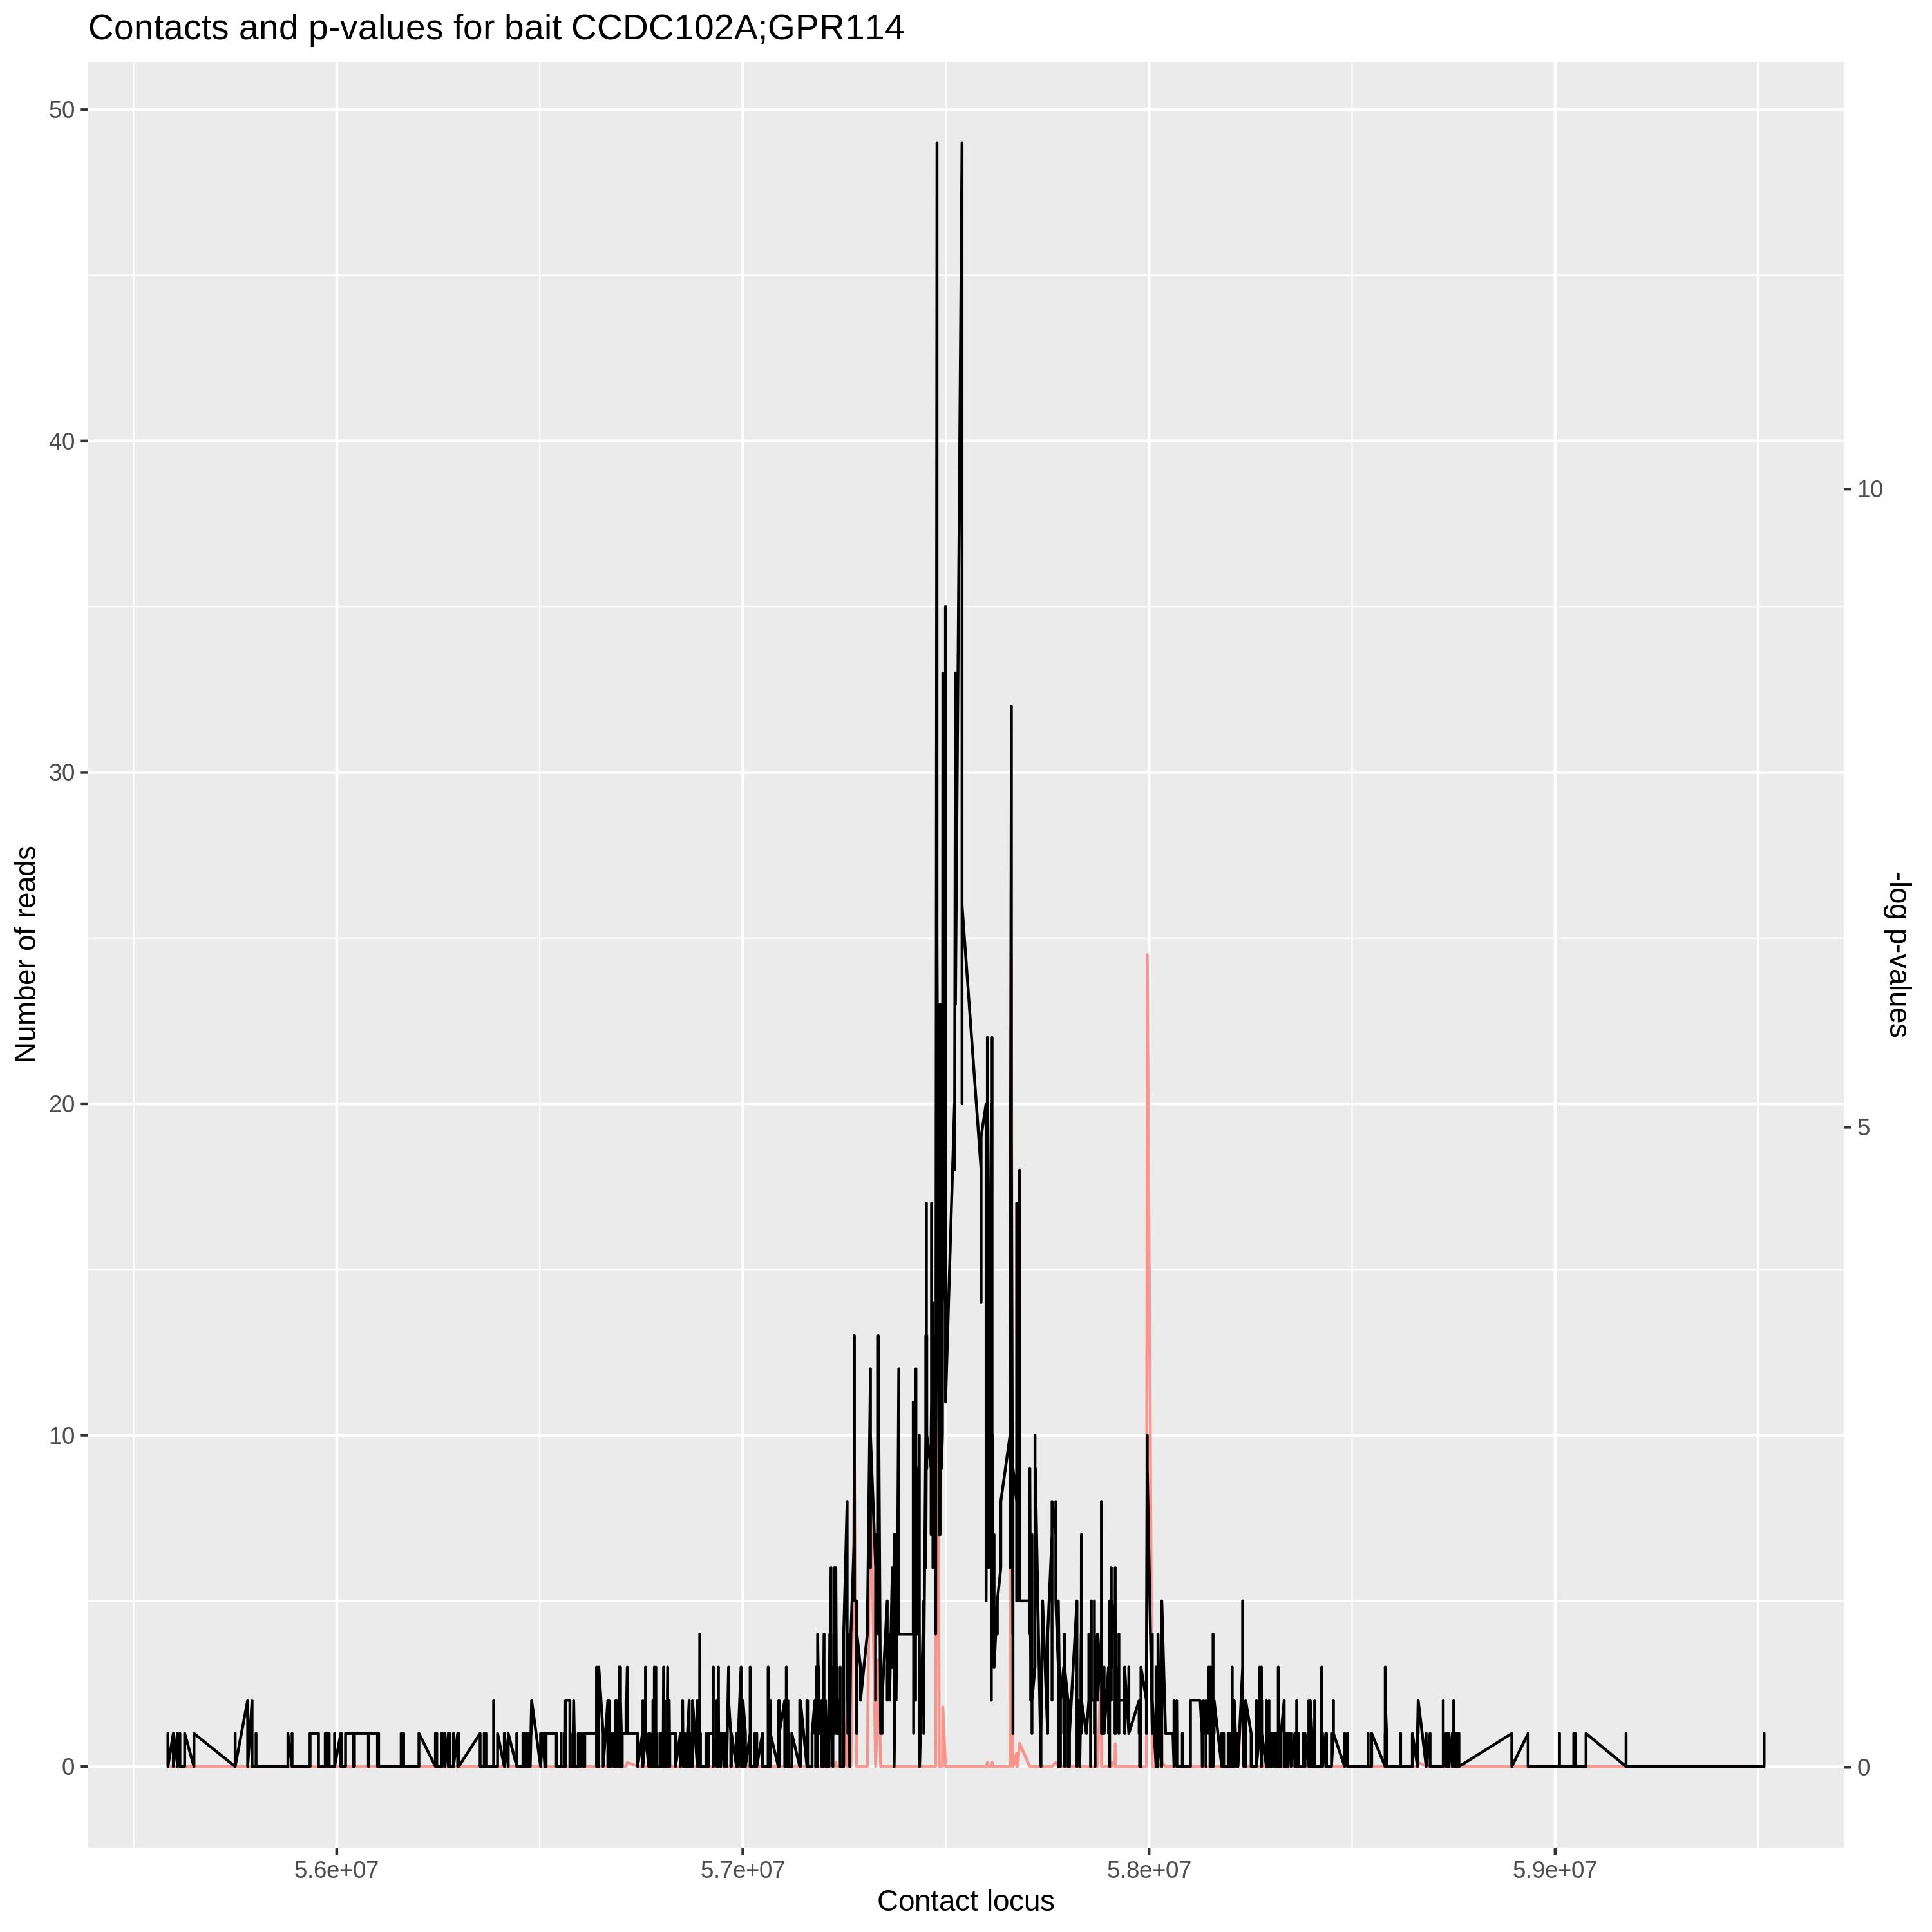 Contacts and p-values for bait CCDC102A;GPR114
50
40
30
20
10
0
Number of reads
10
5
0
-log p-values
5.6e+07
5.7e+07
5.8e+07
5.9e+07
Contact locus